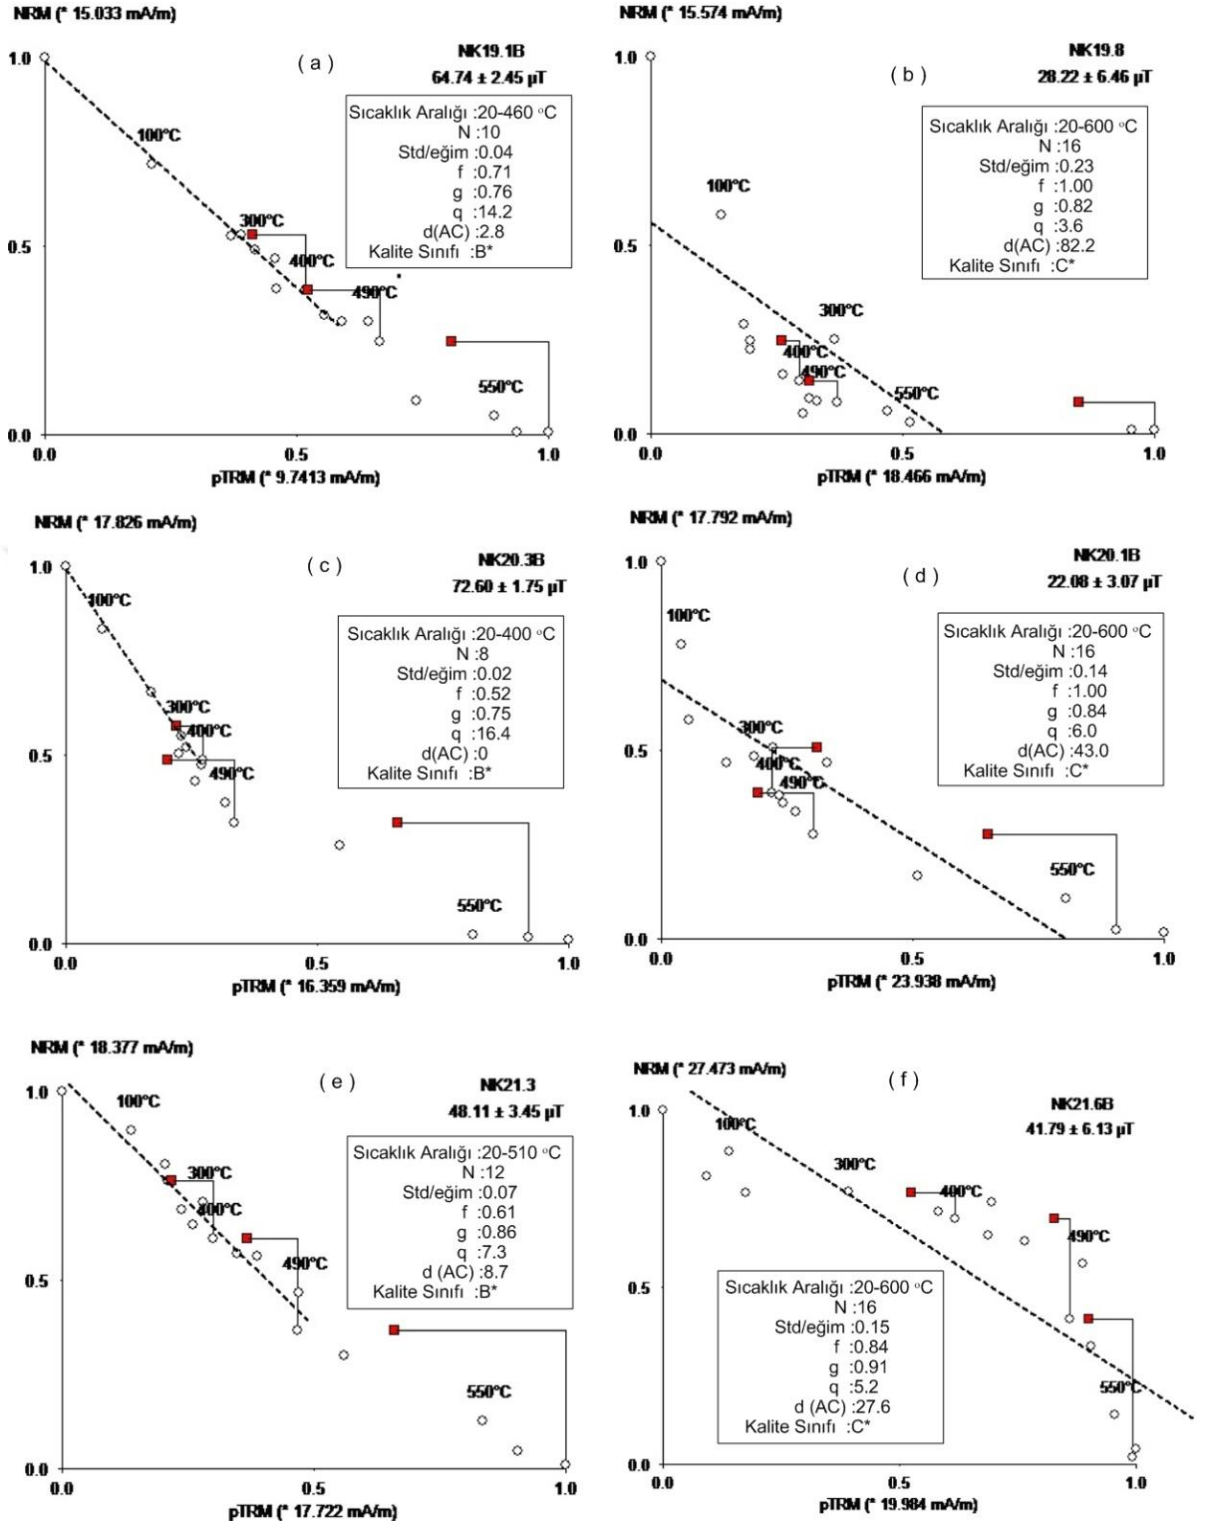 NRM (* 15.033 mA/m)
( a )
NK19.1B
64.74 ± 2.45 µT
Sıcaklık Aralığı :20-460 °C
N :10
Std/eğim :0.04
f :0.71
g :0.76
q :14.2
d(AC) :2.8
Kalite Sınıfı :B*
1.0
100°C
300°C
0.5
400°C
490°C
550°C
0.0
0.0
0.5
1.0
pTRM (* 9.7413 mA/m)
NRM (* 15.574 mA/m)
( b )
NK19.8
28.22 ± 6.46 µT
Sıcaklık Aralığı :20-600 °C
N :16
Std/eğim :0.23
f :1.00
g :0.82
q :3.6
d(AC) :82.2
Kalite Sınıfı :C*
1.0
100°C
0.5
300°C
400°C
490°C
550°C
0.0
0.0
0.5
1.0
pTRM (* 18.466 mA/m)
NRM (* 17.826 mA/m)
( c )
NK20.3B
72.60 ± 1.75 µT
Sıcaklık Aralığı :20-400 °C
N :8
Std/eğim :0.02
f :0.52
g :0.75
q :16.4
d(AC) :0
Kalite Sınıfı :B*
1.0
100°C
300°C
400°C
0.5
490°C
550°C
0.0
0.0
0.5
1.0
pTRM (* 16.359 mA/m)
NRM (* 17.792 mA/m)
( d )
NK20.1B
22.08 ± 3.07 µT
Sıcaklık Aralığı :20-600 °C
N :16
Std/eğim :0.14
f :1.00
g :0.84
q :6.0
d(AC) :43.0
Kalite Sınıfı :C*
1.0
100°C
300°C
0.5
400°C
490°C
550°C
0.0
0.0
0.5
1.0
pTRM (* 23.938 mA/m)
NRM (* 18.377 mA/m)
( e )
NK21.3
48.11 ± 3.45 µT
Sıcaklık Aralığı :20-510 °C
N :12
Std/eğim :0.07
f :0.61
g :0.86
q :7.3
d (AC) :8.7
Kalite Sınıfı :B*
1.0
100°C
300°C
400°C
490°C
0.5
550°C
0.0
0.0
0.5
1.0
pTRM (* 17.722 mA/m)
NRM (* 27.473 mA/m)
( f )
NK21.6B
41.79 ± 6.13 µT
1.0
100°C
300°C
400°C
490°C
0.5
Sıcaklık Aralığı :20-600 °C
N :16
Std/eğim :0.15
f :0.84
g :0.91
q :5.2
d (AC) :27.6
Kalite Sınıfı :C*
550°C
0.0
0.0
0.5
1.0
pTRM (* 19.984 mA/m)